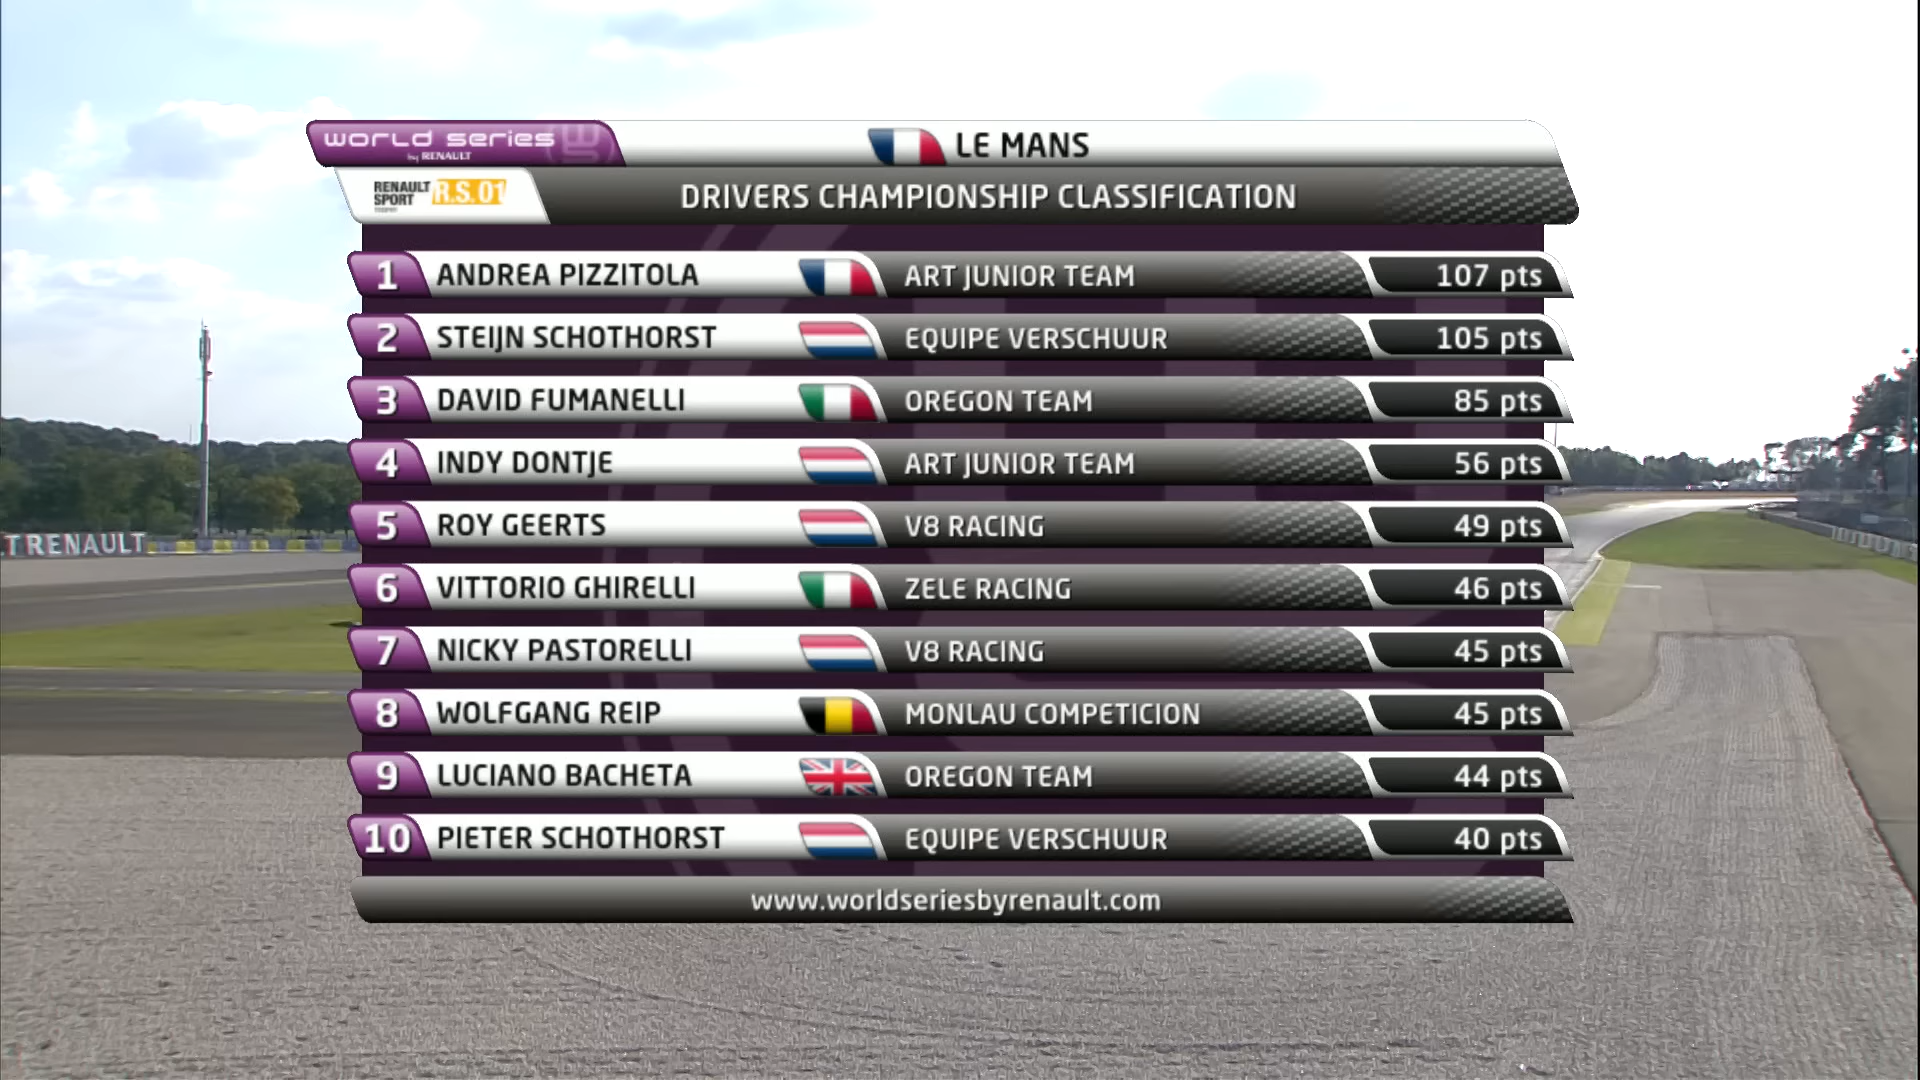 world series
by RENAULT
LE MANS
RENAULT
SPORT
R.S.01
DRIVERS CHAMPIONSHIP CLASSIFICATION
1 ANDREA PIZZITOLA ART JUNIOR TEAM 107 pts
2 STEIJN SCHOTHORST EQUIPE VERSCHUUR 105 pts
3 DAVID FUMANELLI OREGON TEAM 85 pts
4 INDY DONTJE ART JUNIOR TEAM 56 pts
5 ROY GEERTS V8 RACING 49 pts
6 VITTORIO GHIRELLI ZELE RACING 46 pts
7 NICKY PASTORELLI V8 RACING 45 pts
8 WOLFGANG REIP MONLAU COMPETICION 45 pts
9 LUCIANO BACHETA OREGON TEAM 44 pts
10 PIETER SCHOTHORST EQUIPE VERSCHUUR 40 pts
www.worldseriesbyrenault.com
T RENAULT